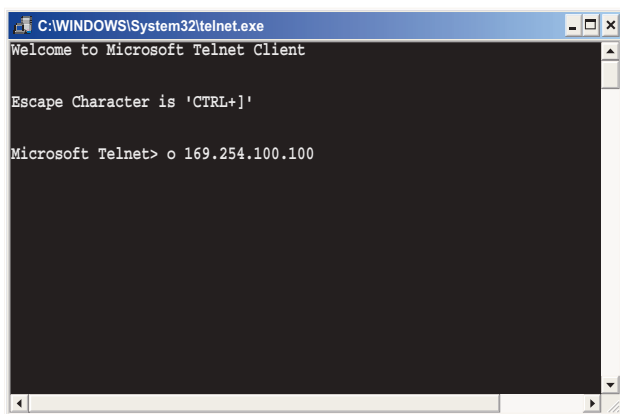 C:\WINDOWS\System32\telnet.exe
Welcome to Microsoft Telnet Client
Escape Character is 'CTRL+]'
Microsoft Telnet> o 169.254.100.100